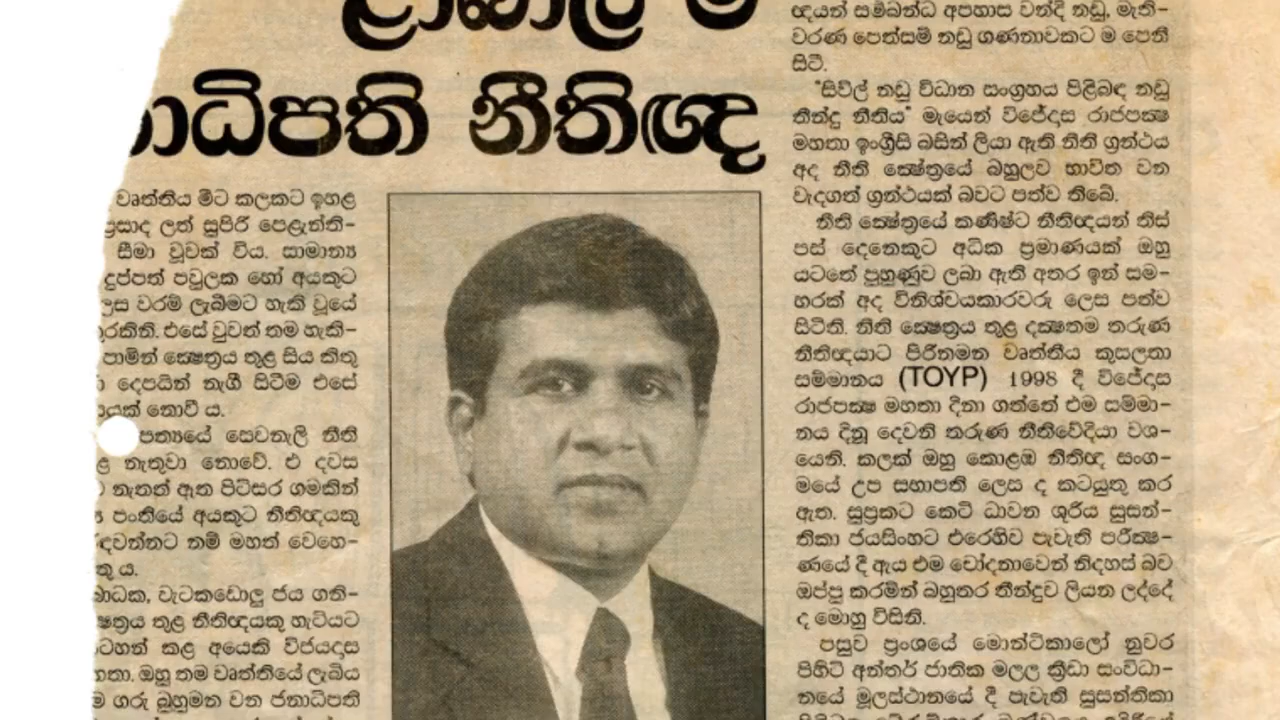 ළාබාල ම
නාධිපති නීතිඥ
වෘත්තිය මීට කලකට ඉහළ
ප්‍රසාද ලත් සුපිරි පෙළැන්ති-
සීමා වූවක් විය. සාමාන්‍ය
දුප්පත් පවුලක හෝ අයකුට
ලෙස වරම් ලැබීමට හැකි වූයේ
එසේ වුවත් තම හැකි-
පාමින් ක්‍ෂෙත්‍රය තුළ සිය කිතු
දෙපයින් නැගී සිටීම එසේ
නොවී ය.
සෙවනැලි නීති
නැතුවා නොවේ. එ දවස
නැතත් ඈත පිටිසර ගමකින්
පංතියේ අයකුට නීතිඥයකු
නම් මහත් වෙහෙ-
තු ය.
බාධක, වැටකඩොලු ජය ගනි-
ක්‍ෂෙත්‍රය තුළ නීතිඥයකු හැටියට
සටහන් කළ අයෙකි විජයදාස
ඔහු තම වෘත්තියේ ලැබිය
ගරු බුහුමන වන ජනාධිපති
ඥයන් සම්බන්ධ අපහාස වන්දි නඩු, මැති-
වරණ පෙත්සම් නඩු ගණනාවකට ම පෙනී
සිටී.
"සිවිල් නඩු විධාන සංග්‍රහය පිළිබඳ නඩු
තීන්දු නීතිය" මැයෙන් විජේදාස රාජපක්‍ෂ
මහතා ඉංග්‍රීසි බසින් ලියා ඇති නීති ග්‍රන්ථය
අද නීති ක්‍ෂේත්‍රයේ බහුලව භාවිත වන
වැදගත් ග්‍රන්ථයක් බවට පත්ව තිබේ.
නීති ක්‍ෂේත්‍රයේ කණිෂ්ට නීතිඥයන් තිස්
පස් දෙනෙකුට අධික ප්‍රමාණයක් ඔහු
යටතේ පුහුණුව ලබා ඇති අතර ඉන් සම-
හරක් අද විනිශ්චයකාරවරු ලෙස පත්ව
සිටිති. නීති ක්‍ෂෙත්‍රය තුළ දක්‍ෂතම තරුණ
නීතිඥයාට පිරිනමන වෘත්තීය කුසලතා
සම්මානය (TOYP) 1998 දී විජේදාස
රාජපක්‍ෂ මහතා දිනා ගත්තේ එම සම්මා-
නය දිනූ දෙවනි තරුණ නීතිවේදියා වශ-
යෙනි. කලක් ඔහු කොළඹ නීතිඥ සංග-
මයේ උප සභාපති ලෙස ද කටයුතු කර
ඇත. සුප්‍රකට කෙටි ධාවන ශූරිය සුසන්-
තිකා ජයසිංහට එරෙහිව පැවැති පරීක්‍ෂ-
ණයේ දී ඇය එම චෝදනාවෙන් නිදහස් බව
ඔප්පු කරමින් බහුතර තීන්දුව ලියන ලද්දේ
ද මොහු විසිනි.
පසුව ප්‍රංශයේ මොන්ටිකාලෝ නුවර
පිහිටි අන්තර් ජාතික මලල ක්‍රීඩා සංවිධා-
නයේ මූලස්ථානයේ දී පැවැති සුසන්තිකා